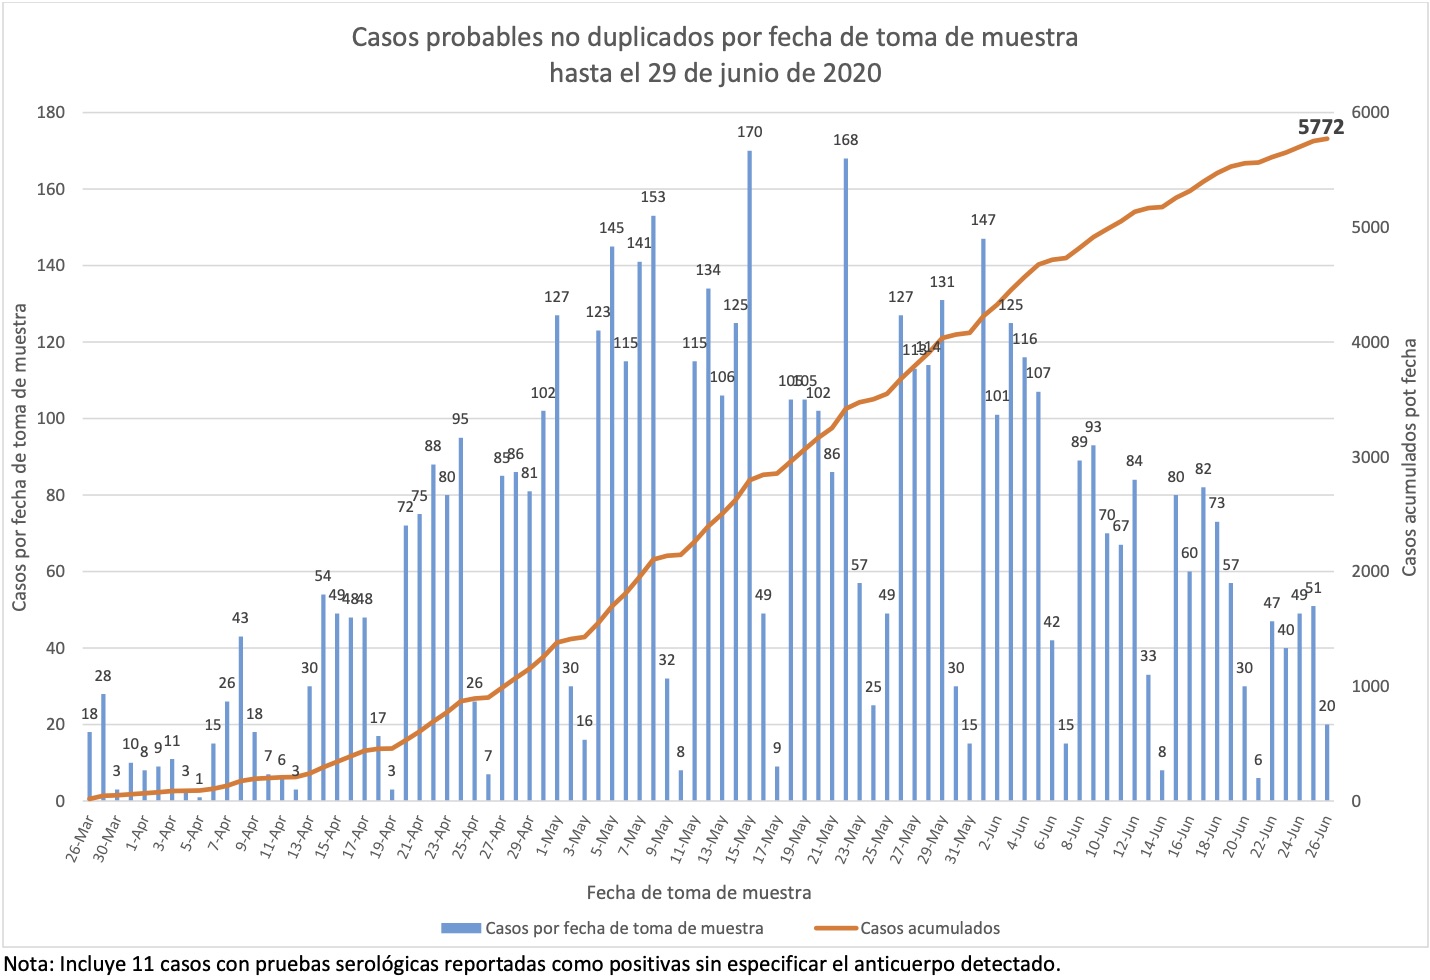 Casos probables no duplicados por fecha de toma de muestra
hasta el 29 de junio de 2020
180
160
140
120
100
80
60
40
20
0
6000
5000
4000
3000
2000
1000
0
5772
Casos por fecha de toma de muestra
Casos acumulados pot fecha
18
28
3
10
8
9
11
3
1
15
26
43
18
7
6
3
30
54
49
48
48
17
3
72
75
88
80
95
26
7
85
86
81
102
127
30
16
123
145
115
141
153
32
8
115
134
106
125
170
49
9
105
105
102
86
168
57
25
49
127
113
114
131
30
15
147
101
125
116
107
42
15
89
93
70
67
84
33
8
80
60
82
73
57
30
6
47
40
49
51
20
26-Mar
30-Mar
1-Apr
3-Apr
5-Apr
7-Apr
9-Apr
11-Apr
13-Apr
15-Apr
17-Apr
19-Apr
21-Apr
23-Apr
25-Apr
27-Apr
29-Apr
1-May
3-May
5-May
7-May
9-May
11-May
13-May
15-May
17-May
19-May
21-May
23-May
25-May
27-May
29-May
31-May
2-Jun
4-Jun
6-Jun
8-Jun
10-Jun
12-Jun
14-Jun
16-Jun
18-Jun
20-Jun
22-Jun
24-Jun
26-Jun
Fecha de toma de muestra
Casos por fecha de toma de muestra
Casos acumulados
Nota: Incluye 11 casos con pruebas serológicas reportadas como positivas sin especificar el anticuerpo detectado.